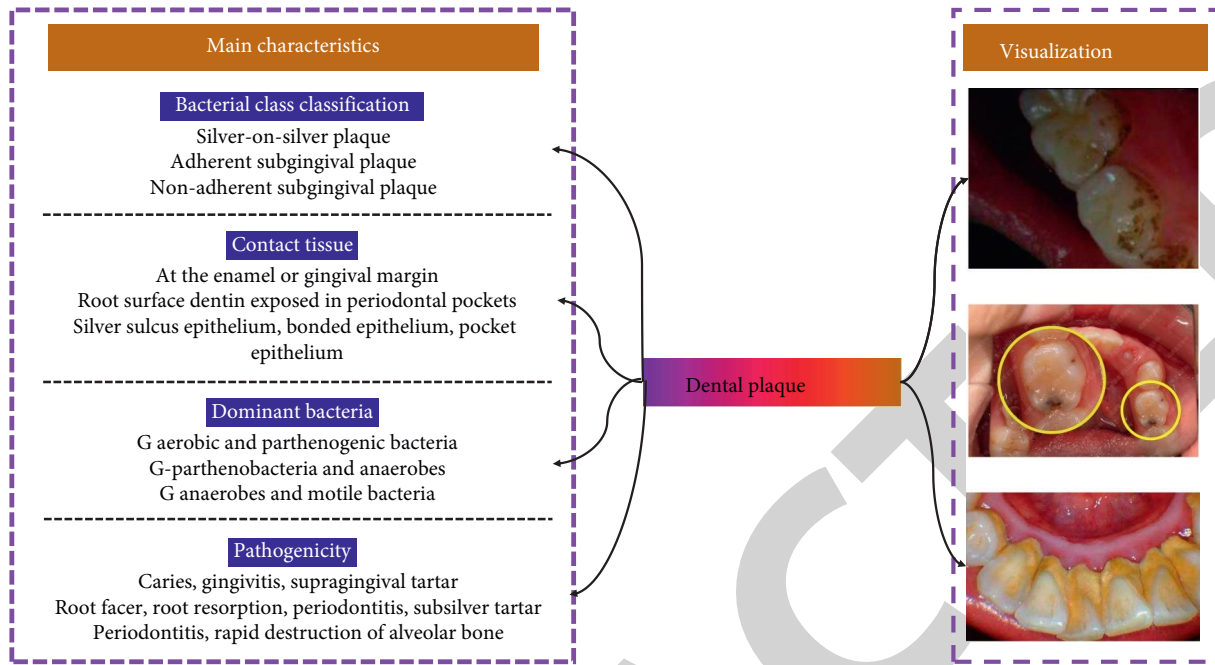 Main characteristics
Bacterial class classification
Silver-on-silver plaque
Adherent subgingival plaque
Non-adherent subgingival plaque
Contact tissue
At the enamel or gingival margin
Root surface dentin exposed in periodontal pockets
Silver sulcus epithelium, bonded epithelium, pocket
epithelium
Dominant bacteria
G aerobic and parthenogenic bacteria
G-parthenobacteria and anaerobes
G anaerobes and motile bacteria
Pathogenicity
Caries, gingivitis, supragingival tartar
Root facer, root resorption, periodontitis, subsilver tartar
Periodontitis, rapid destruction of alveolar bone
Dental plaque
Visualization